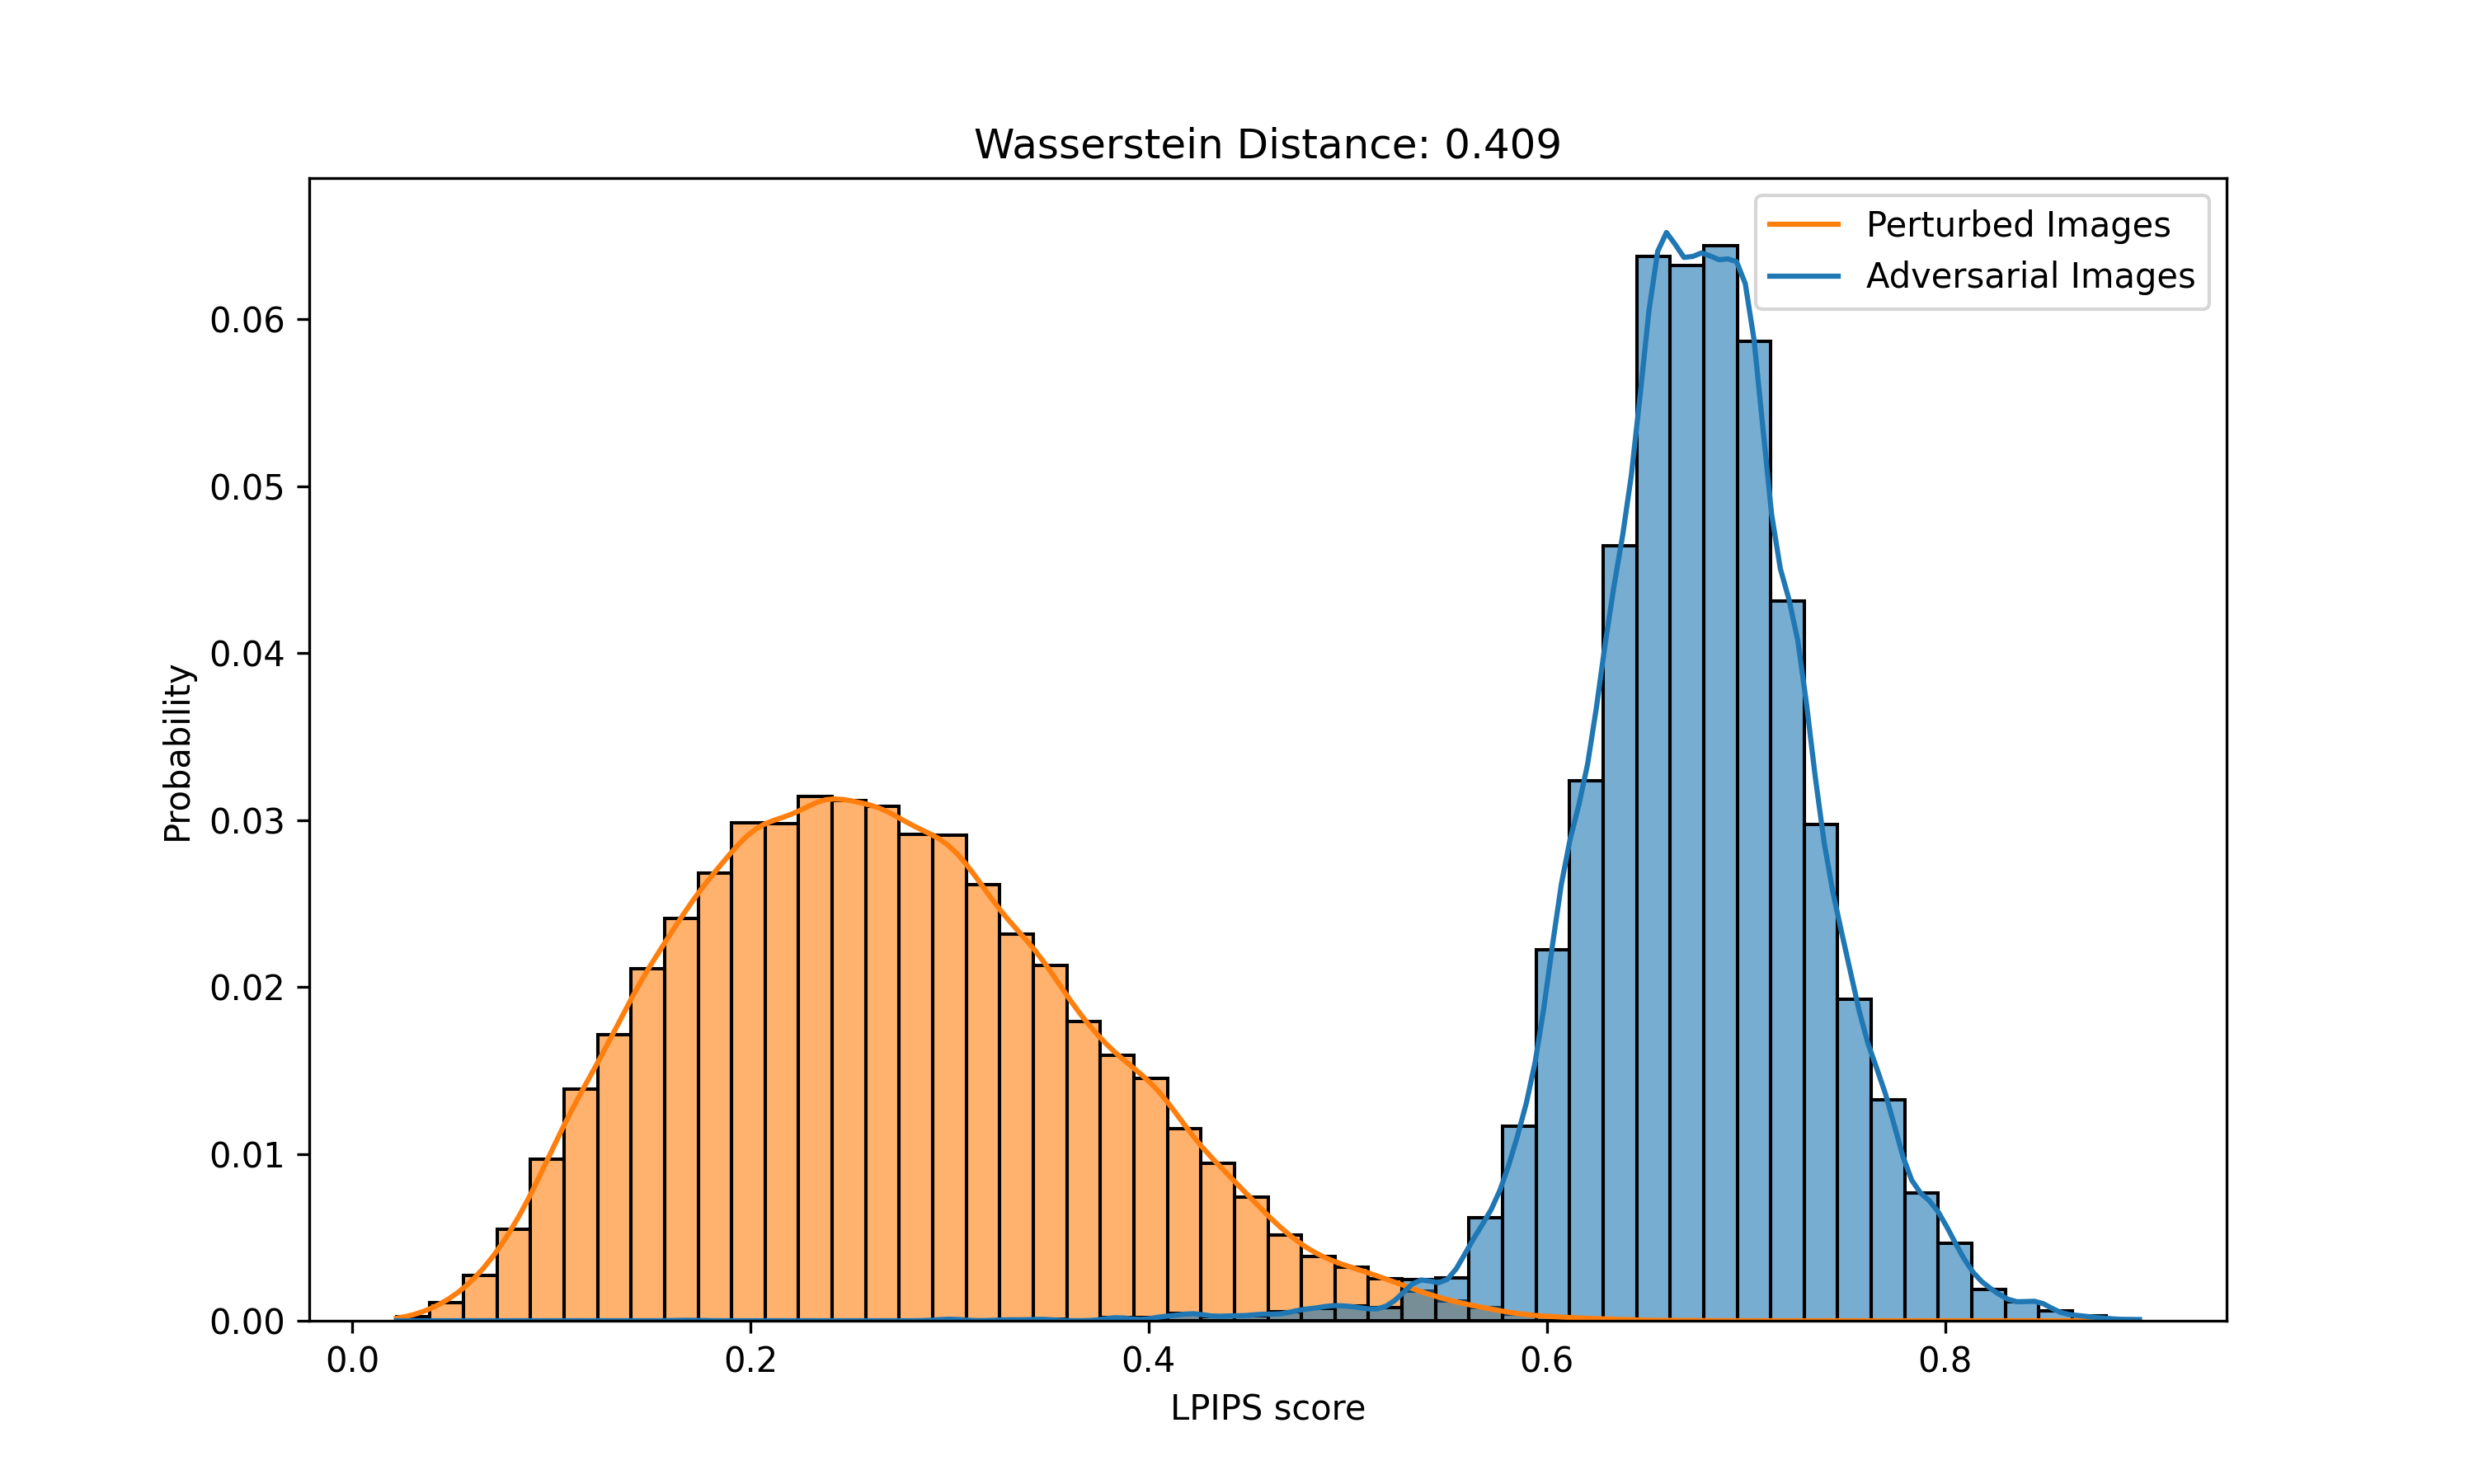 Wasserstein Distance: 0.409
Perturbed Images
Adversarial Images
Probability
0.06
0.05
0.04
0.03
0.02
0.01
0.00
0.0 0.2 0.4 0.6 0.8
LPIPS score